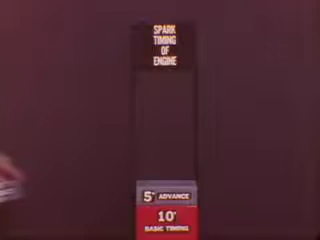 SPARK
TIMING
OF
ENGINE
5° ADVANCE
10°
BASIC TIMING